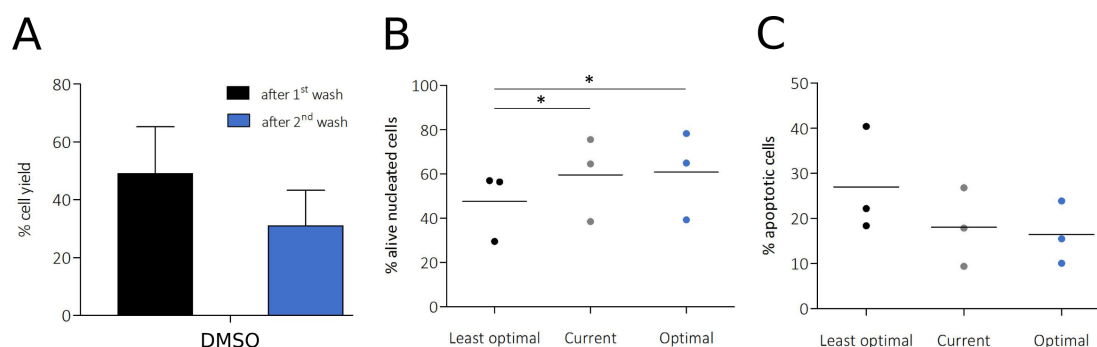 A
% cell yield
80
60
40
20
0
after 1st wash
after 2nd wash
DMSO
B
% alive nucleated cells
100
80
60
40
20
0
*
*
Least optimal
Current
Optimal
C
% apoptotic cells
50
40
30
20
10
0
Least optimal
Current
Optimal